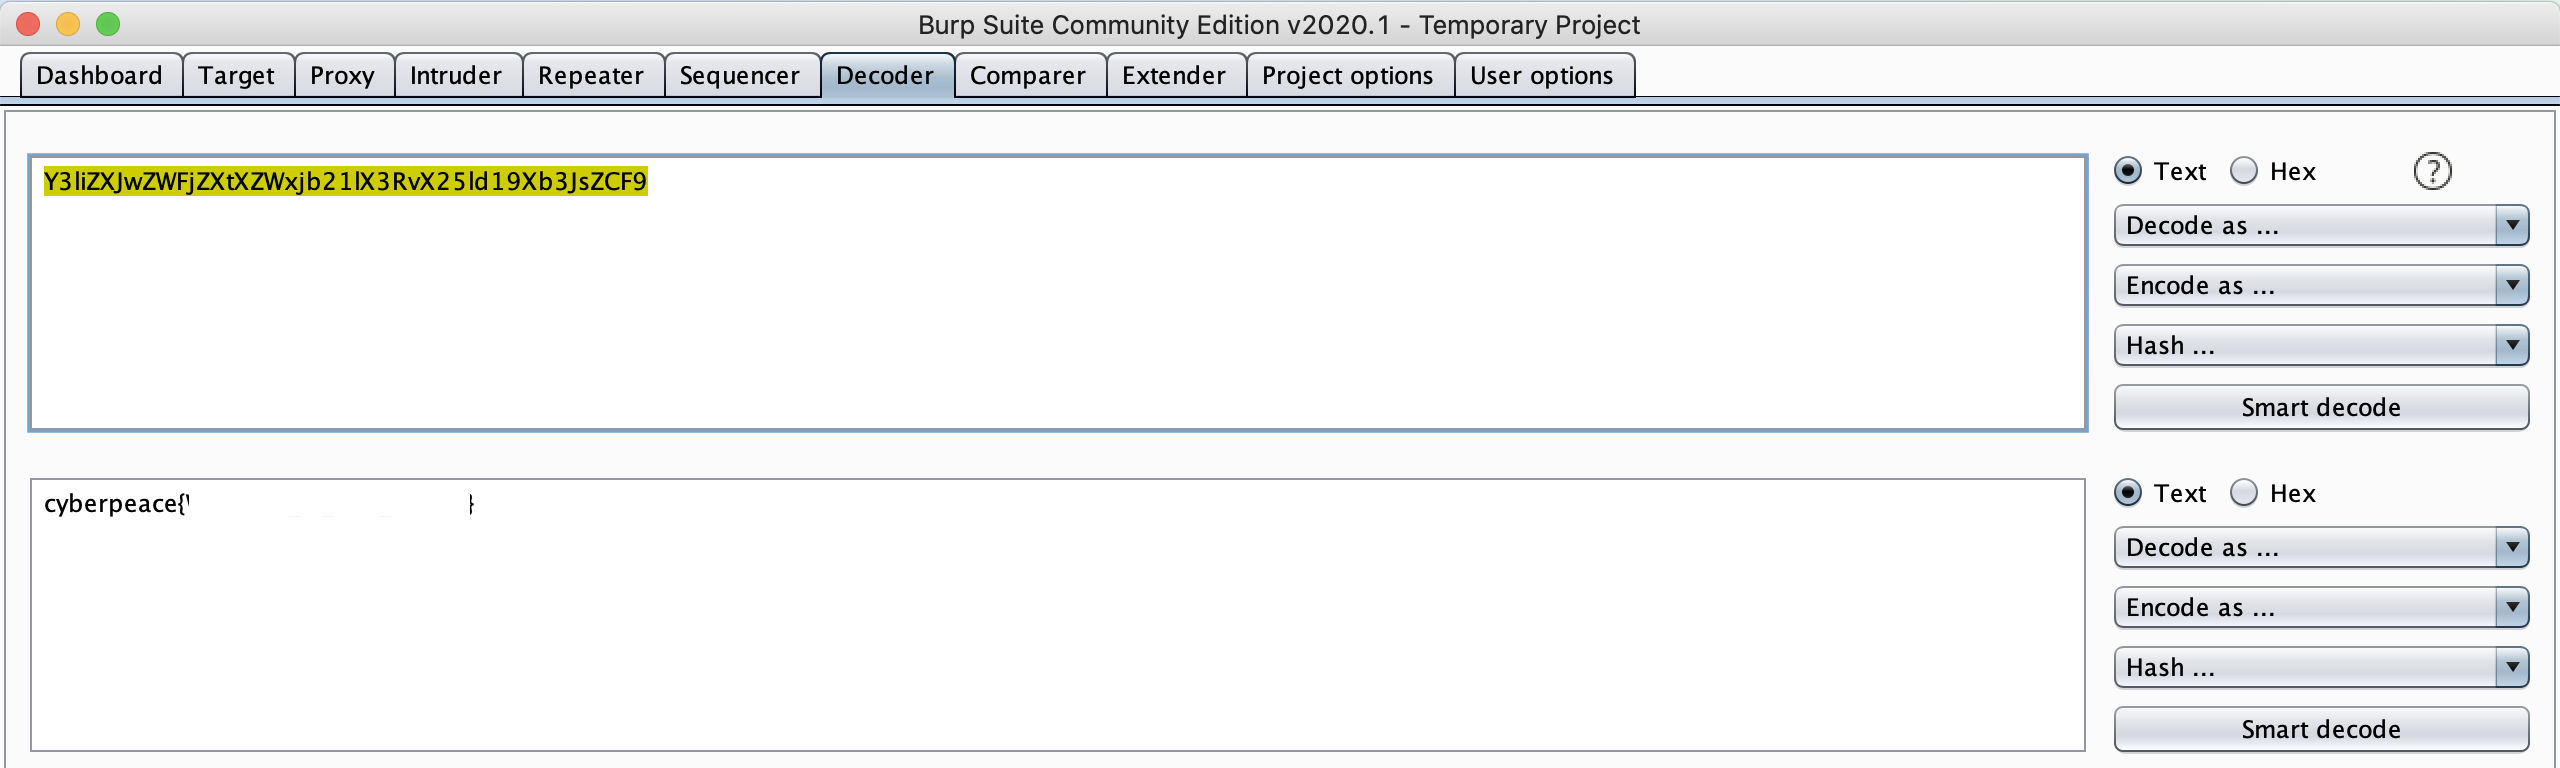 Burp Suite Community Edition v2020.1 - Temporary Project
Dashboard Target Proxy Intruder Repeater Sequencer Decoder Comparer Extender Project options User options
Y3liZXJwZWFjZXtXZWxjb21lX3RvX25ld19Xb3JsZCF9
Text Hex ?
Decode as ...
Encode as ...
Hash ...
Smart decode
cyberpeace{ }
Text Hex
Decode as ...
Encode as ...
Hash ...
Smart decode